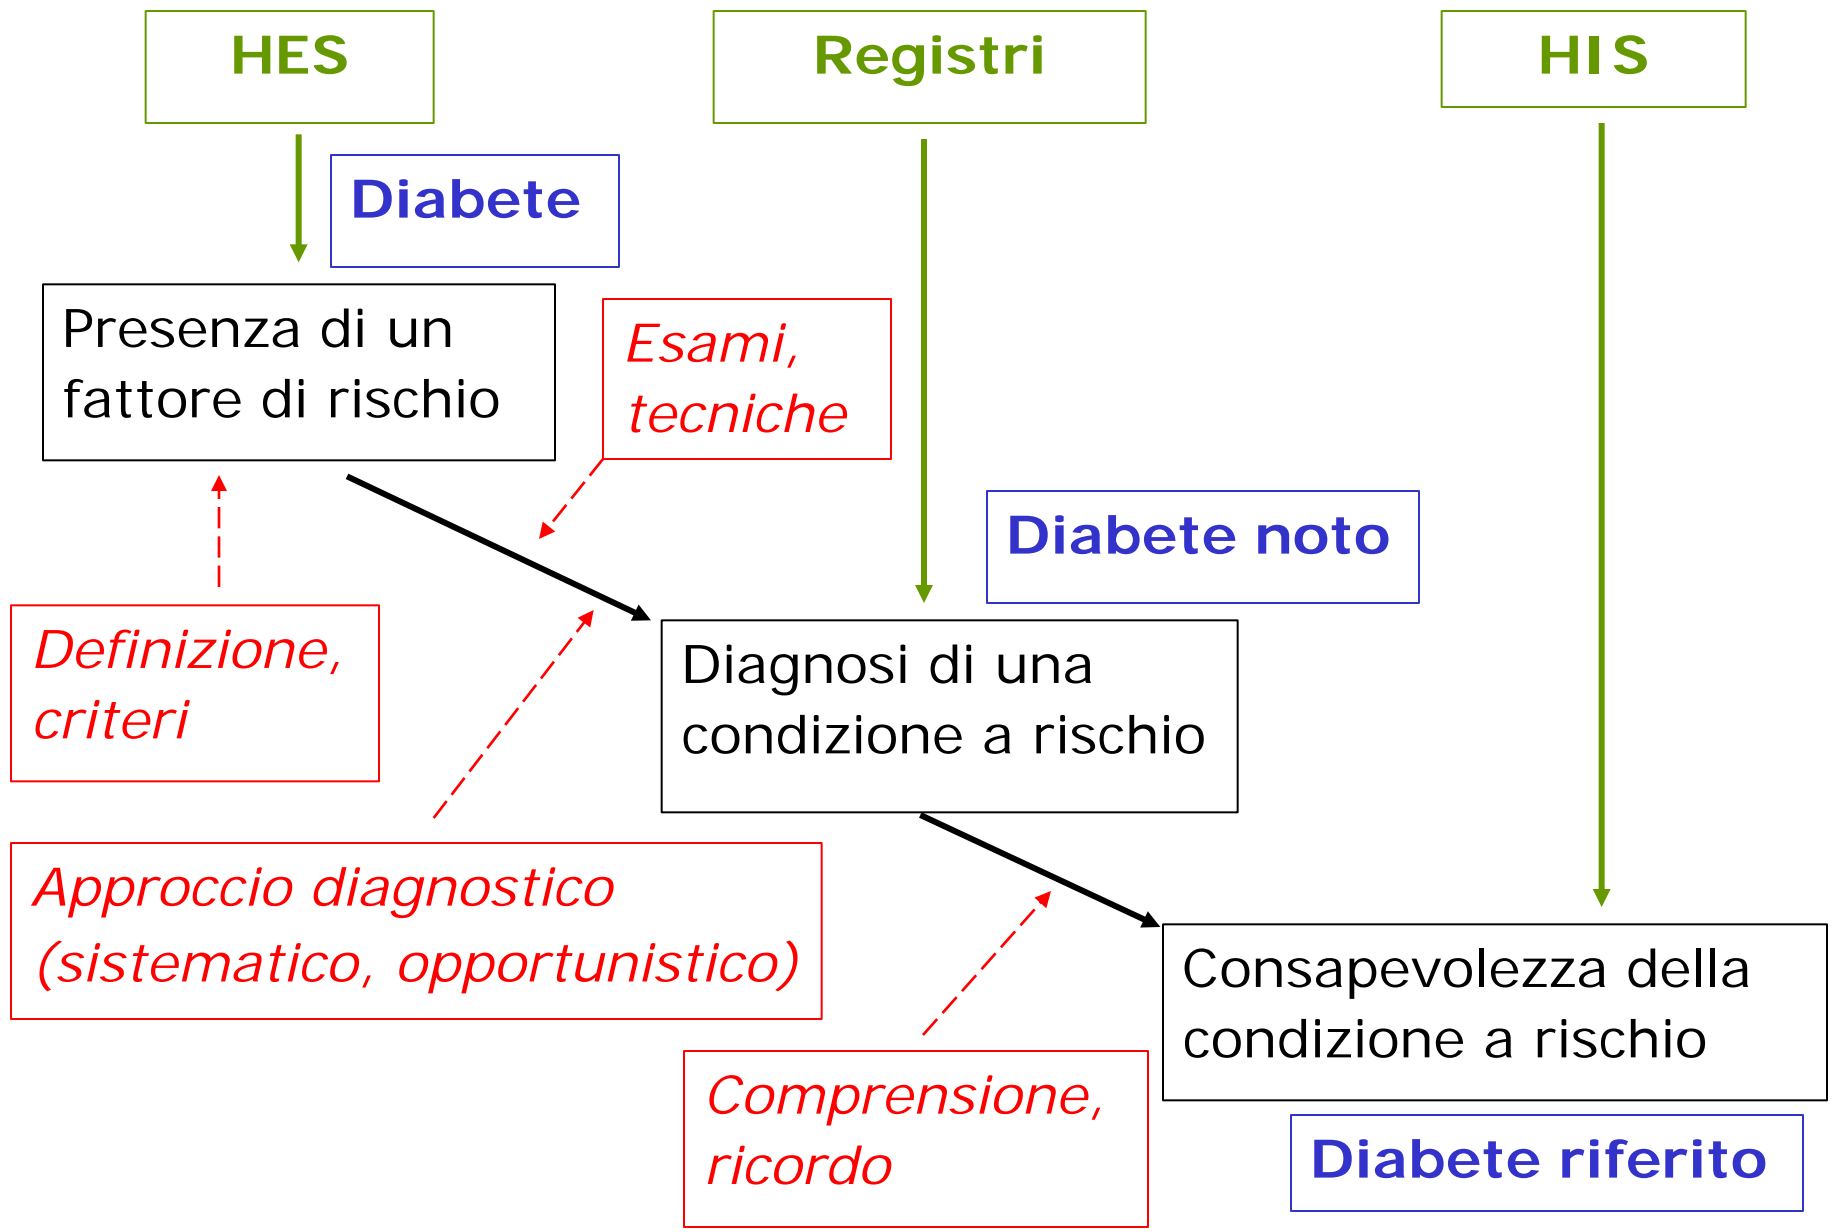 HES
Registri
HIS
Diabete
Presenza di un
fattore di rischio
Esami,
tecniche
Diabete noto
Definizione,
criteri
Diagnosi di una
condizione a rischio
Approccio diagnostico
(sistematico, opportunistico)
Consapevolezza della
condizione a rischio
Comprensione,
ricordo
Diabete riferito